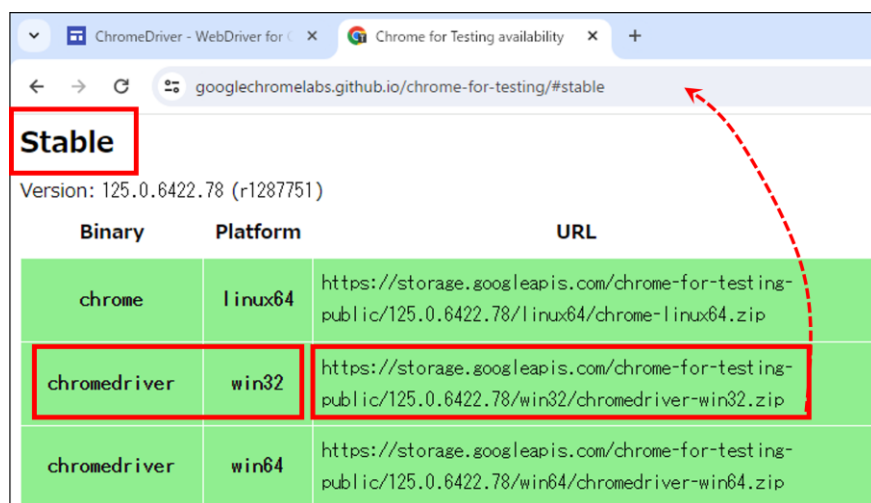 ChromeDriver - WebDriver for C
Chrome for Testing availability
googlechromelabs.github.io/chrome-for-testing/#stable
Stable
Version: 125.0.6422.78 (r1287751)
Binary Platform URL
chrome linux64 https://storage.googleapis.com/chrome-for-testing-
public/125.0.6422.78/linux64/chrome-linux64.zip
chromedriver win32 https://storage.googleapis.com/chrome-for-testing-
public/125.0.6422.78/win32/chromedriver-win32.zip
chromedriver win64 https://storage.googleapis.com/chrome-for-testing-
public/125.0.6422.78/win64/chromedriver-win64.zip